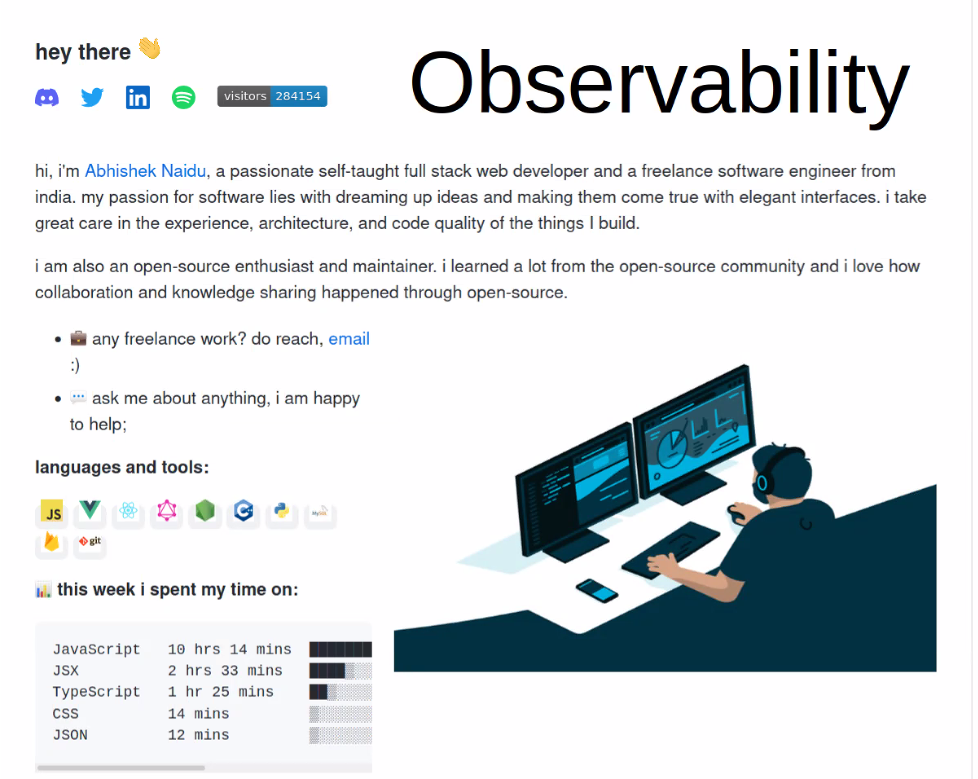 hey there 👋
Observability
visitors 284154
hi, i'm Abhishek Naidu, a passionate self-taught full stack web developer and a freelance software engineer from
india. my passion for software lies with dreaming up ideas and making them come true with elegant interfaces. i take
great care in the experience, architecture, and code quality of the things I build.
i am also an open-source enthusiast and maintainer. i learned a lot from the open-source community and i love how
collaboration and knowledge sharing happened through open-source.
• 💼 any freelance work? do reach, email
:)
• 💬 ask me about anything, i am happy
to help;
languages and tools:
JS
MySQL
git
📊 this week i spent my time on:
JavaScript 10 hrs 14 mins
JSX 2 hrs 33 mins
TypeScript 1 hr 25 mins
CSS 14 mins
JSON 12 mins